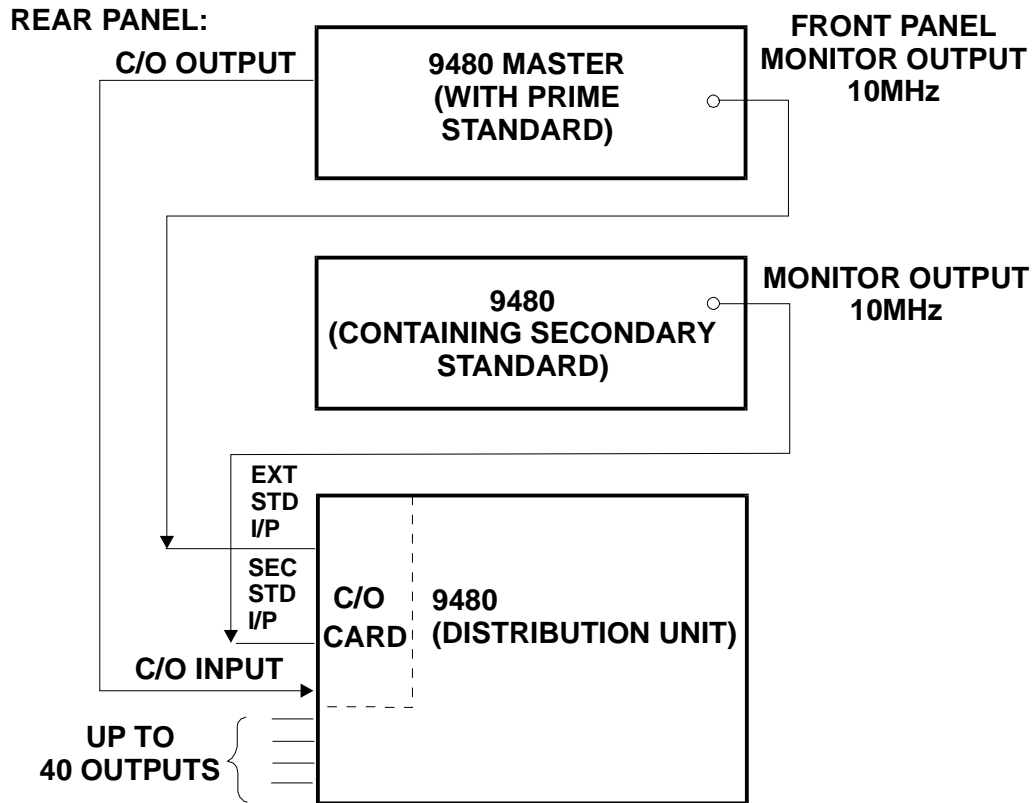 REAR PANEL:
C/O OUTPUT
9480 MASTER
(WITH PRIME
STANDARD)
FRONT PANEL
MONITOR OUTPUT
10MHz
9480
(CONTAINING SECONDARY
STANDARD)
MONITOR OUTPUT
10MHz
EXT
STD
I/P
SEC
STD
I/P
C/O INPUT
C/O
CARD
9480
(DISTRIBUTION UNIT)
UP TO
40 OUTPUTS